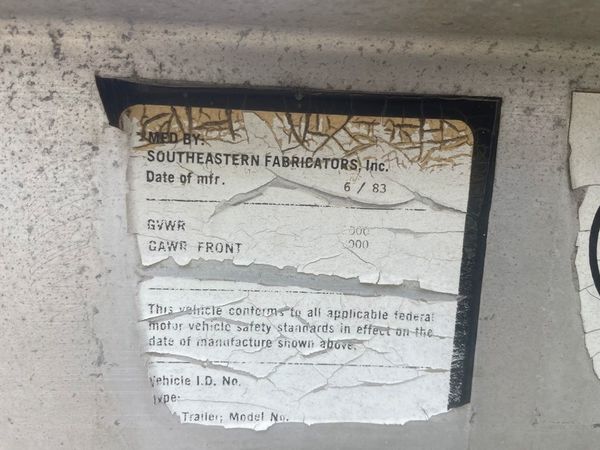 MFD BY:
SOUTHEASTERN FABRICATORS, Inc.
Date of mfr. 6 / 83
GVWR 000
GAWR FRONT 000
This vehicle conforms to all applicable federal
motor vehicle safety standards in effect on the
date of manufacture shown above.
Vehicle I.D. No.
Type:
Trailer; Model No.